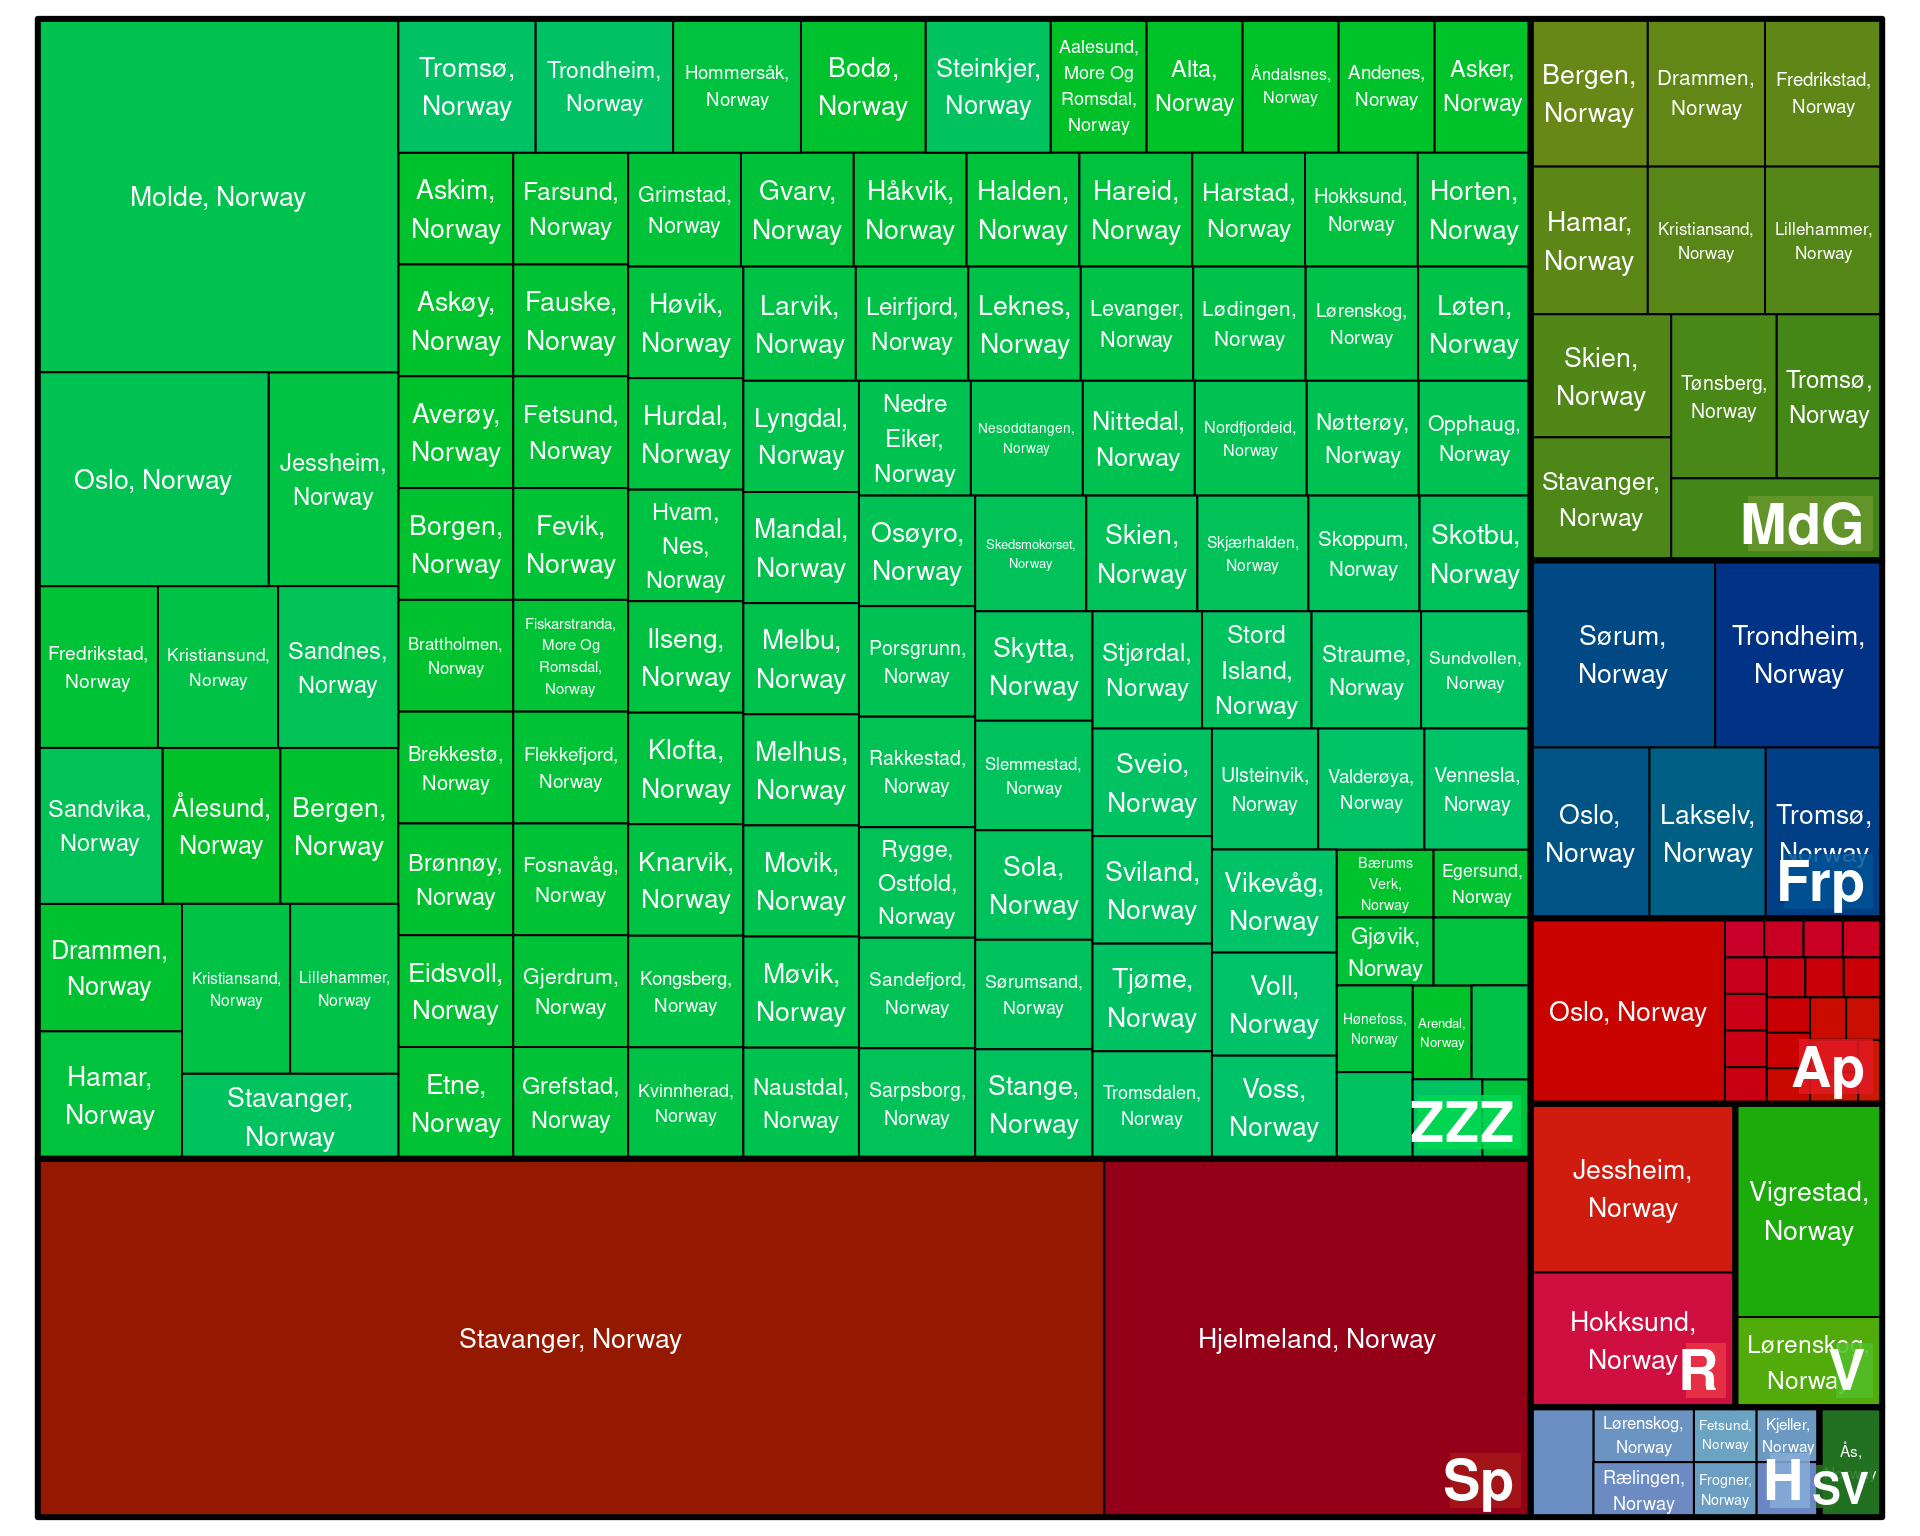 Molde, Norway
Oslo, Norway
Jessheim,
Norway
Fredrikstad,
Norway
Kristiansund,
Norway
Sandnes,
Norway
Sandvika,
Norway
Ålesund,
Norway
Bergen,
Norway
Drammen,
Norway
Hamar,
Norway
Kristiansand,
Norway
Lillehammer,
Norway
Stavanger,
Norway
Tromsø,
Norway
Trondheim,
Norway
Hommersåk,
Norway
Bodø,
Norway
Steinkjer,
Norway
Aalesund,
More Og
Romsdal,
Norway
Alta,
Norway
Åndalsnes,
Norway
Andenes,
Norway
Asker,
Norway
Askim,
Norway
Askøy,
Norway
Averøy,
Norway
Borgen,
Norway
Brattholmen,
Norway
Brekkestø,
Norway
Brønnøy,
Norway
Eidsvoll,
Norway
Etne,
Norway
Farsund,
Norway
Fauske,
Norway
Fetsund,
Norway
Fevik,
Norway
Fiskarstranda,
More Og
Romsdal,
Norway
Flekkefjord,
Norway
Fosnavåg,
Norway
Gjerdrum,
Norway
Grefstad,
Norway
Grimstad,
Norway
Gvarv,
Norway
Håkvik,
Norway
Halden,
Norway
Hareid,
Norway
Harstad,
Norway
Hokksund,
Norway
Horten,
Norway
Høvik,
Norway
Hurdal,
Norway
Hvam,
Nes,
Norway
Ilseng,
Norway
Klofta,
Norway
Knarvik,
Norway
Kongsberg,
Norway
Kvinnherad,
Norway
Larvik,
Norway
Leirfjord,
Norway
Leknes,
Norway
Levanger,
Norway
Lødingen,
Norway
Lørenskog,
Norway
Løten,
Norway
Lyngdal,
Norway
Mandal,
Norway
Melbu,
Norway
Melhus,
Norway
Movik,
Norway
Møvik,
Norway
Naustdal,
Norway
Nedre
Eiker,
Norway
Nesoddtangen,
Norway
Nittedal,
Norway
Nordfjordeid,
Norway
Nøtterøy,
Norway
Opphaug,
Norway
Osøyro,
Norway
Porsgrunn,
Norway
Rakkestad,
Norway
Rygge,
Ostfold,
Norway
Sandefjord,
Norway
Sarpsborg,
Norway
Skedsmokorset,
Norway
Skien,
Norway
Skjærhalden,
Norway
Skoppum,
Norway
Skotbu,
Norway
Skytta,
Norway
Slemmestad,
Norway
Sola,
Norway
Sørumsand,
Norway
Stange,
Norway
Stjørdal,
Norway
Stord
Island,
Norway
Straume,
Norway
Sundvollen,
Norway
Sveio,
Norway
Sviland,
Norway
Tjøme,
Norway
Tromsdalen,
Norway
Ulsteinvik,
Norway
Valderøya,
Norway
Vennesla,
Norway
Vikevåg,
Norway
Voll,
Norway
Voss,
Norway
Bærums
Verk,
Norway
Egersund,
Norway
Gjøvik,
Norway
Hønefoss,
Norway
Arendal,
Norway
ZZZ
Stavanger, Norway
Hjelmeland, Norway
Sp
Bergen,
Norway
Drammen,
Norway
Fredrikstad,
Norway
Hamar,
Norway
Kristiansand,
Norway
Lillehammer,
Norway
Skien,
Norway
Stavanger,
Norway
Tønsberg,
Norway
Tromsø,
Norway
MdG
Sørum,
Norway
Trondheim,
Norway
Oslo,
Norway
Lakselv,
Norway
Tromsø,
Norway
Frp
Oslo, Norway
Ap
Jessheim,
Norway
Hokksund,
Norway
R
Vigrestad,
Norway
Lørenskog,
Norway
V
Lørenskog,
Norway
Rælingen,
Norway
Fetsund,
Norway
Frogner,
Norway
Kjeller,
Norway
H
Ås,
SV